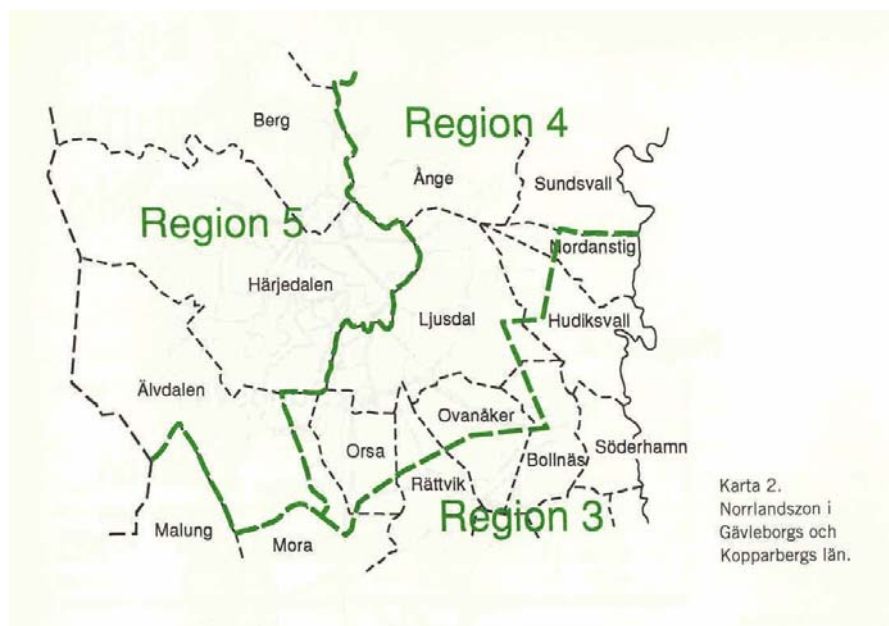 Berg
Region 4
Ånge
Sundsvall
Region 5
Nordanstig
Härjedalen
Ljusdal
Hudiksvall
Älvdalen
Ovanåker
Orsa
Söderhamn
Bollnäs
Rättvik
Region 3
Malung
Mora
Karta 2.
Norrlandszon i
Gävleborgs och
Kopparbergs län.